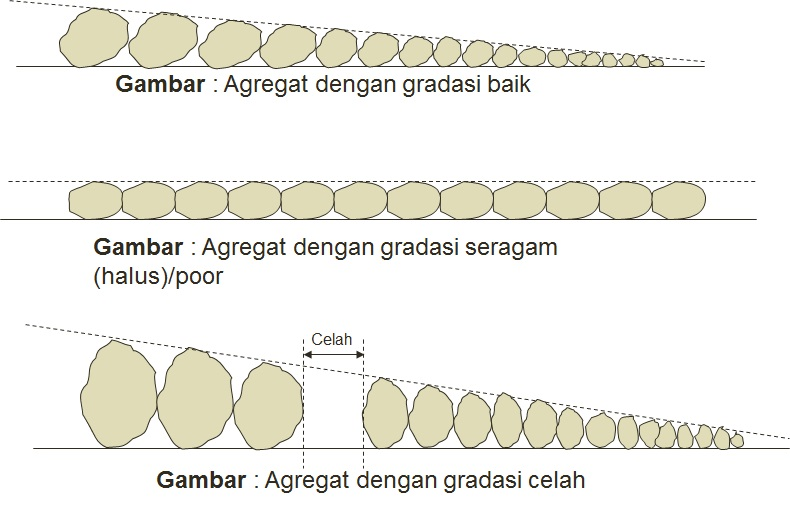 Gambar : Agregat dengan gradasi baik
Gambar : Agregat dengan gradasi seragam
(halus)/poor
Celah
Gambar : Agregat dengan gradasi celah